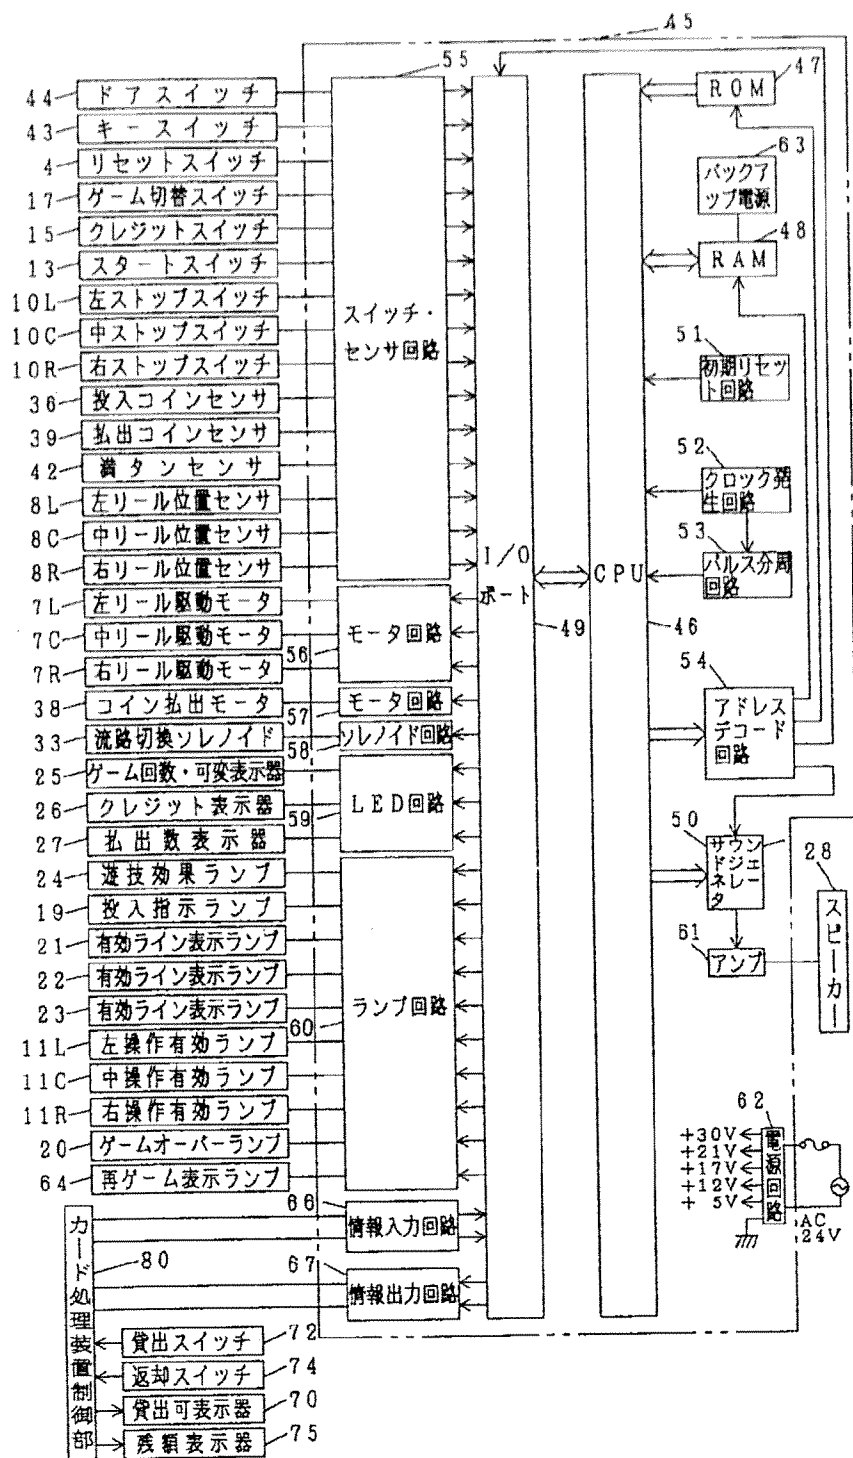 45
55
44 ドアスイッチ
43 キースイッチ
4 リセットスイッチ
17 ゲーム切替スイッチ
15 クレジットスイッチ
13 スタートスイッチ
10L 左ストップスイッチ
10C 中ストップスイッチ
10R 右ストップスイッチ
36 投入コインセンサ
39 払出コインセンサ
42 満タンセンサ
8L 左リール位置センサ
8C 中リール位置センサ
8R 右リール位置センサ
7L 左リール駆動モータ
7C 中リール駆動モータ
7R 右リール駆動モータ
38 コイン払出モータ
33 流路切換ソレノイド
25 ゲーム回数・可変表示器
26 クレジット表示器
27 払出数表示器
24 遊技効果ランプ
19 投入指示ランプ
21 有効ライン表示ランプ
22 有効ライン表示ランプ
23 有効ライン表示ランプ
11L 左操作有効ランプ
11C 中操作有効ランプ
11R 右操作有効ランプ
20 ゲームオーバーランプ
64 再ゲーム表示ランプ
スイッチ・
センサ回路
56 モータ回路
57 モータ回路
58 ソレノイド回路
59 LED回路
60 ランプ回路
66
情報入力回路
67
情報出力回路
カード処理装置制御部
80
貸出スイッチ 72
返却スイッチ 74
貸出可表示器 70
残額表示器 75
I/O
ポート
49
CPU
46
ROM 47
63
バックア
ップ電源
RAM 48
51
初期リセッ
ト回路
52
クロック発
生回路
53
パルス分周
回路
54
アドレス
デコード
回路
50
サウン
ドジェ
ネレー
タ
61
アンプ
28
スピーカー
62
電源回路
+30V
+21V
+17V
+12V
+ 5V
AC
24V